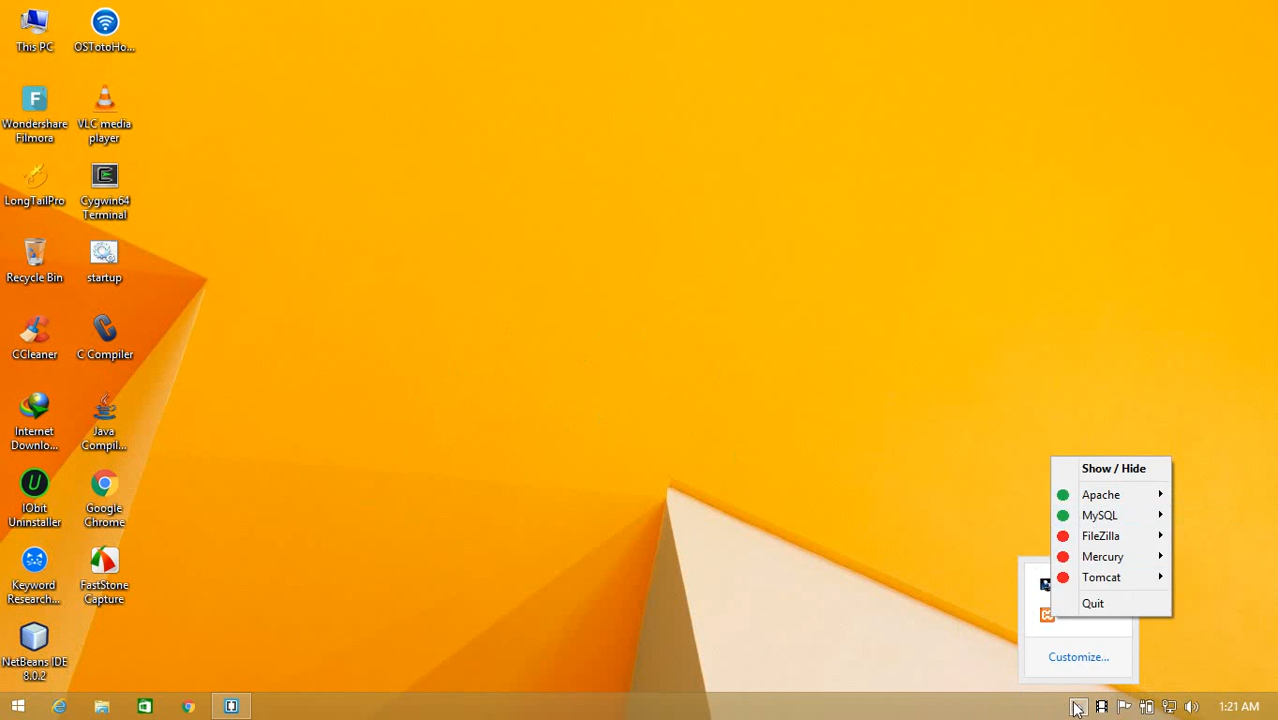 This PC
OSTotoHo...
Wondershare
Filmora
VLC media
player
LongTailPro
Cygwin64
Terminal
Recycle Bin
startup
CCleaner
C Compiler
Internet
Downlo...
Java
Compil...
IObit
Uninstaller
Google
Chrome
Keyword
Research...
FastStone
Capture
NetBeans IDE
8.0.2
Show / Hide
Apache
MySQL
FileZilla
Mercury
Tomcat
Quit
Customize...
1:21 AM